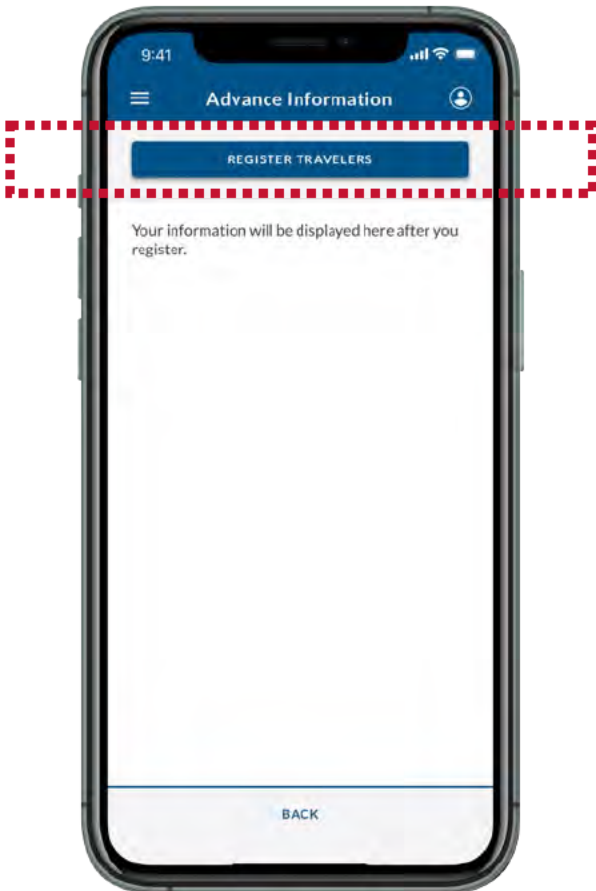 9:41
Advance Information
REGISTER TRAVELERS
Your information will be displayed here after you
register.
BACK